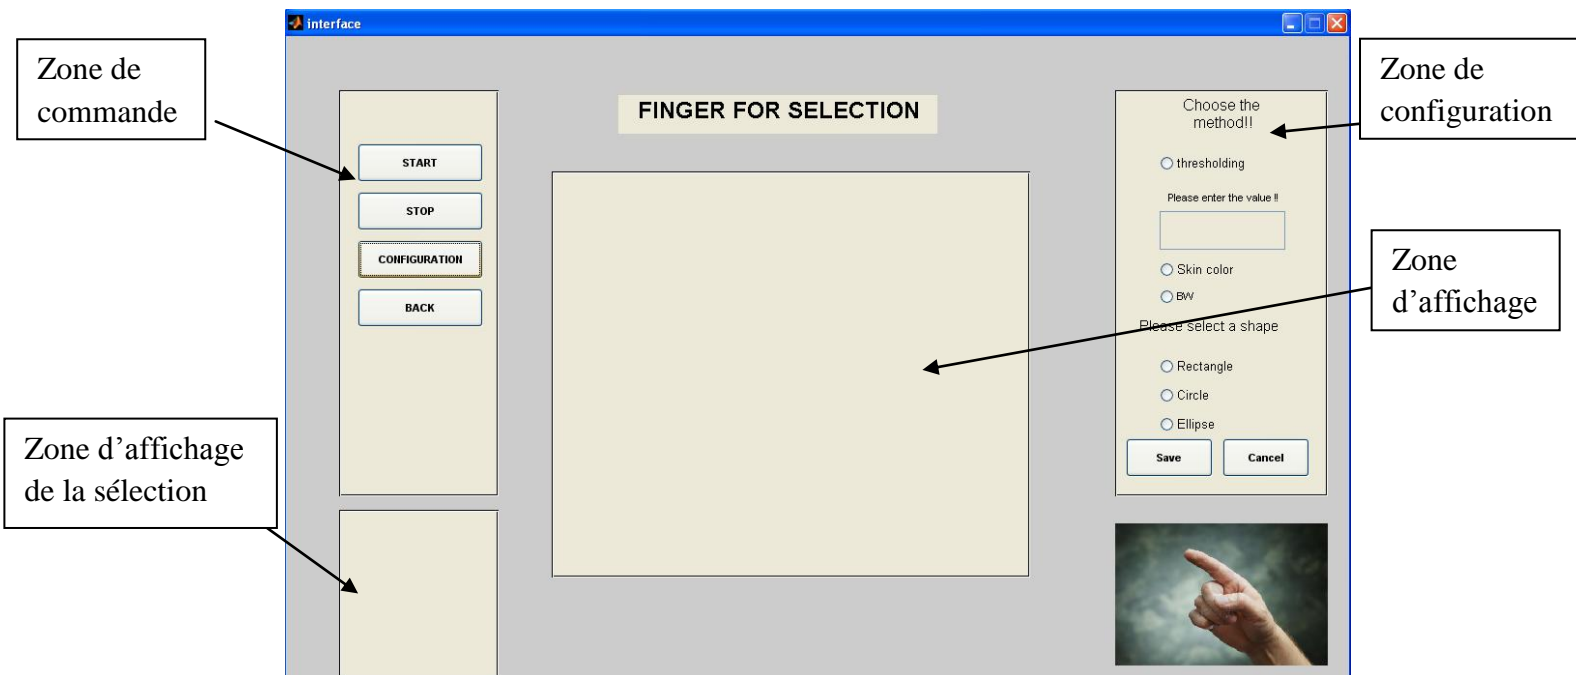 interface
Zone de
commande
START
STOP
CONFIGURATION
BACK
Zone d’affichage
de la sélection
FINGER FOR SELECTION
Choose the
method!!
thresholding
Please enter the value !!
Skin color
BW
Please select a shape
Rectangle
Circle
Ellipse
Save
Cancel
Zone de
configuration
Zone
d’affichage